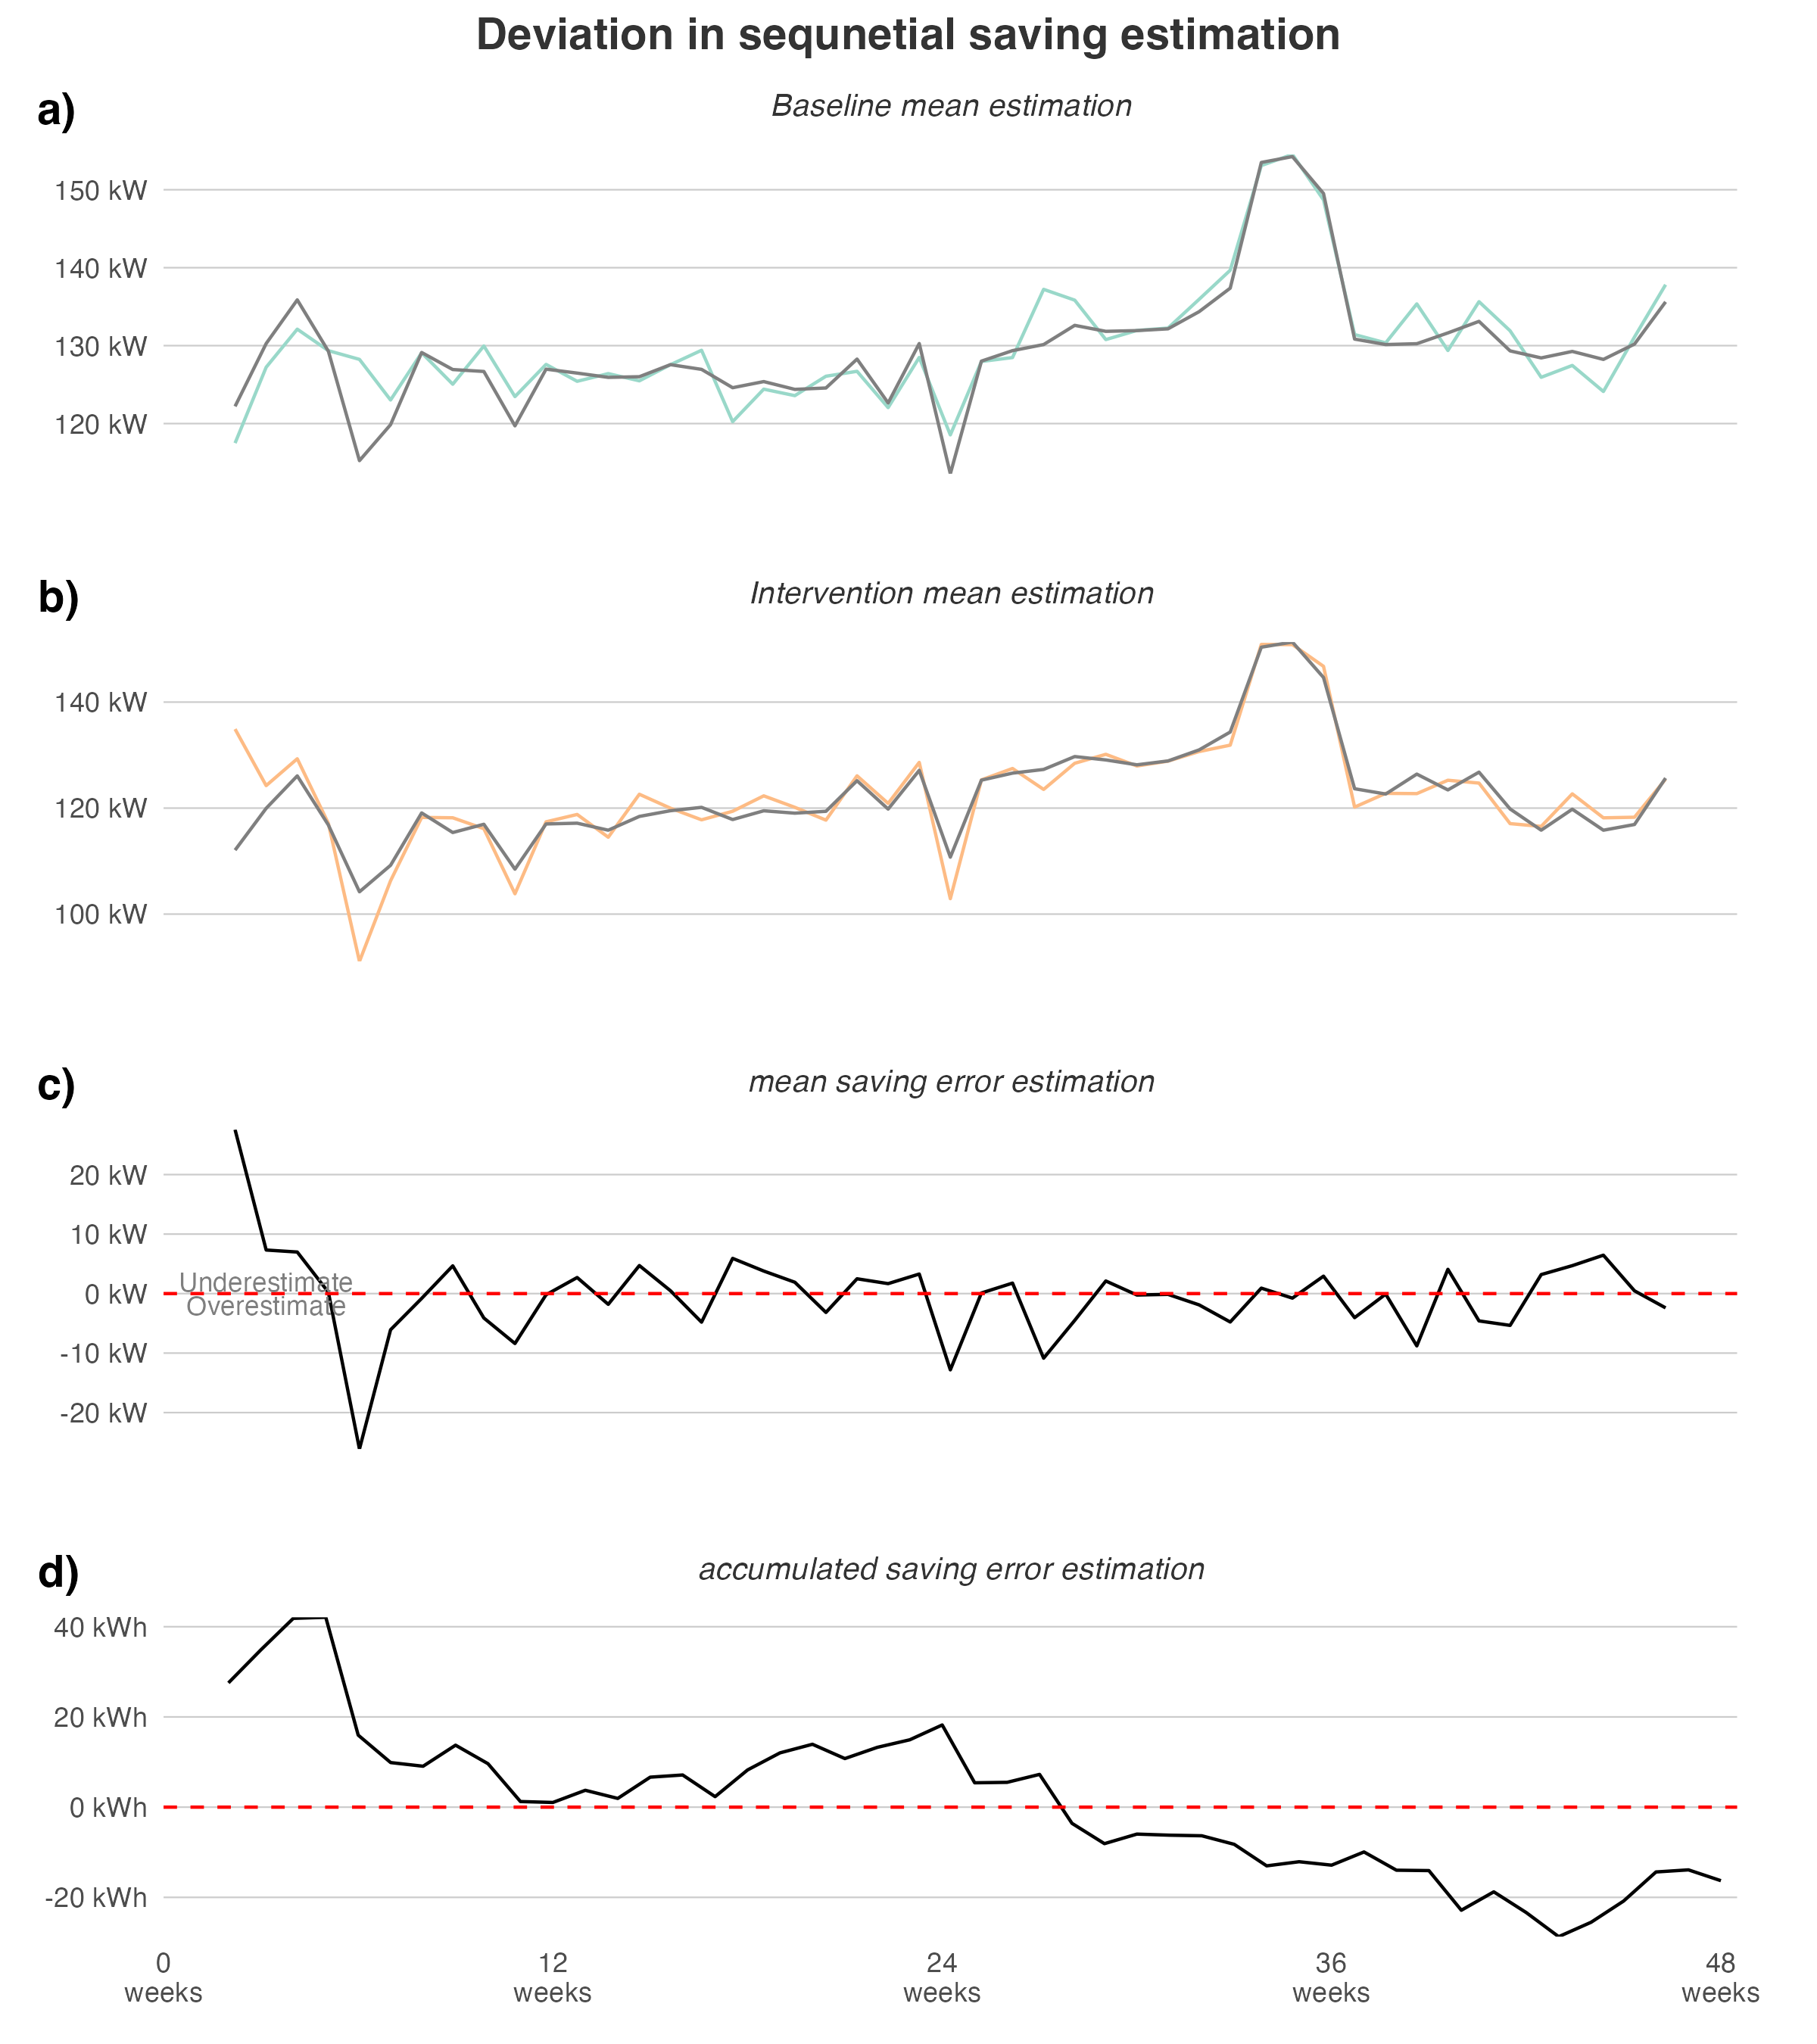 Deviation in sequnetial saving estimation
a)
Baseline mean estimation
150 kW
140 kW
130 kW
120 kW
b)
Intervention mean estimation
140 kW
120 kW
100 kW
c)
mean saving error estimation
20 kW
10 kW
Underestimate
0 kW
Overestimate
-10 kW
-20 kW
d)
accumulated saving error estimation
40 kWh
20 kWh
0 kWh
-20 kWh
0 12 24 36 48
weeks weeks weeks weeks weeks